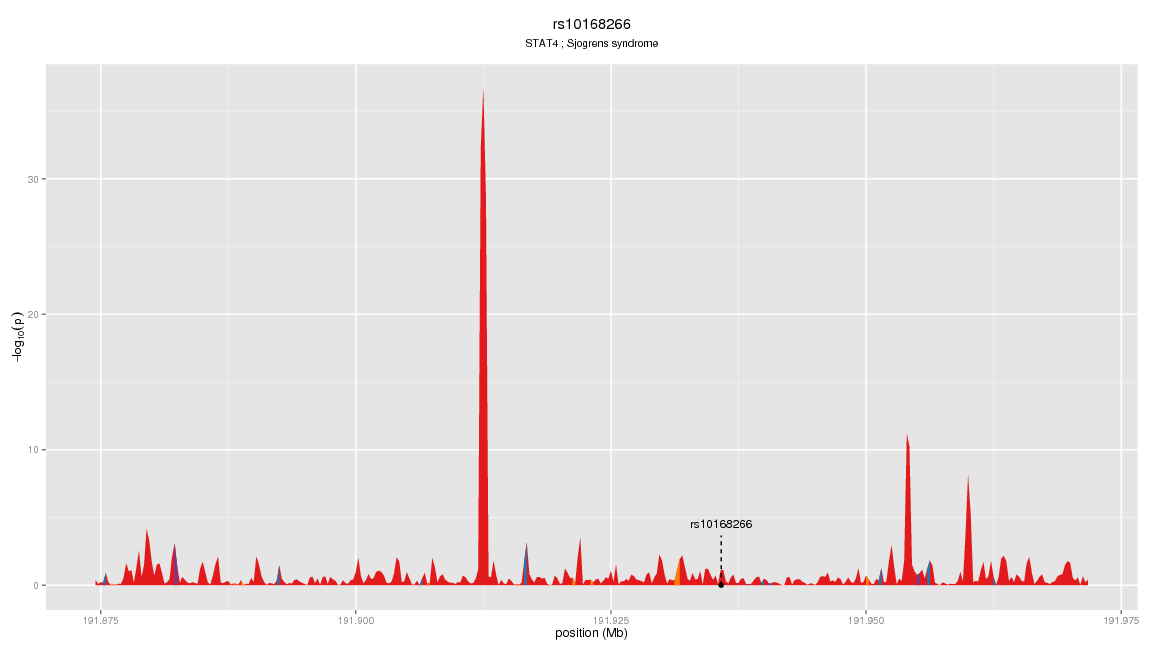 rs10168266
STAT4 ; Sjogrens syndrome
30
20
10
0
−log₁₀(p)
rs10168266
191.875 191.900 191.925 191.950 191.975
position (Mb)